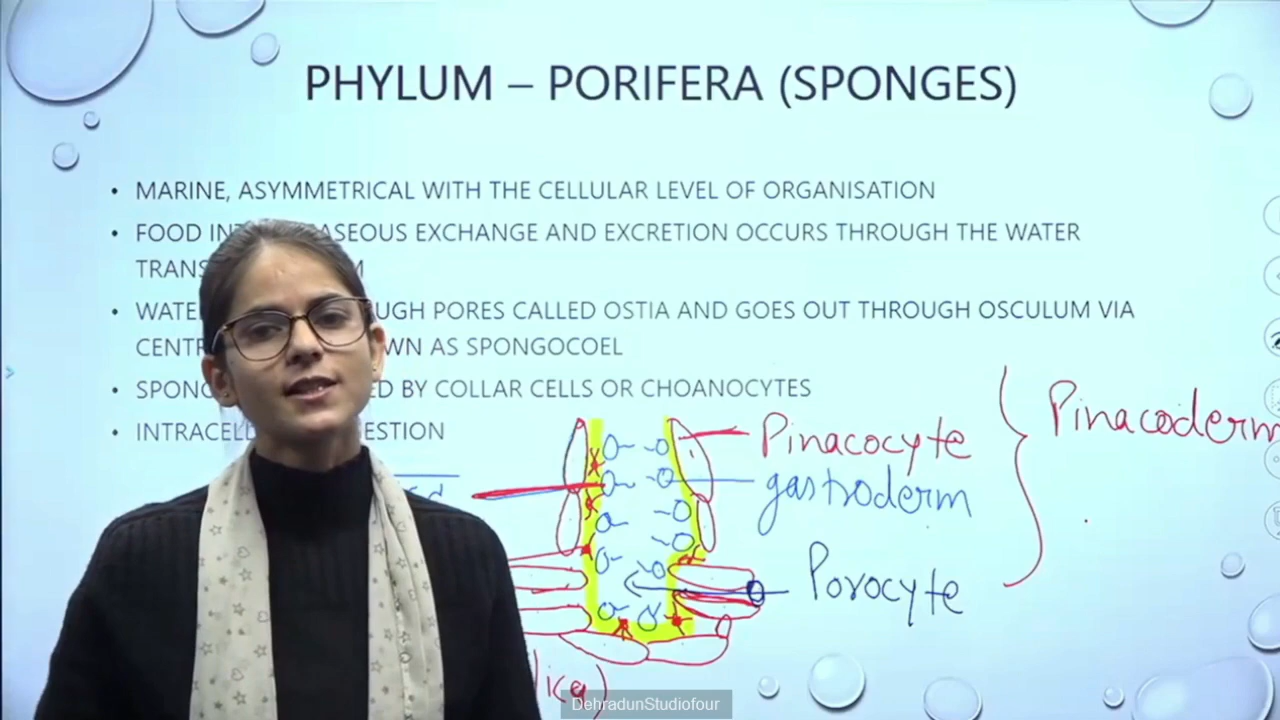 PHYLUM – PORIFERA (SPONGES)
• MARINE, ASYMMETRICAL WITH THE CELLULAR LEVEL OF ORGANISATION
• FOOD IN ASEOUS EXCHANGE AND EXCRETION OCCURS THROUGH THE WATER
TRANS M
• WATE UGH PORES CALLED OSTIA AND GOES OUT THROUGH OSCULUM VIA
CENTR WN AS SPONGOCOEL
• SPONG ED BY COLLAR CELLS OR CHOANOCYTES
• INTRACELL ESTION
Pinacocyte
Pinacoderm
gastroderm
Porocyte
DehradunStudiofour